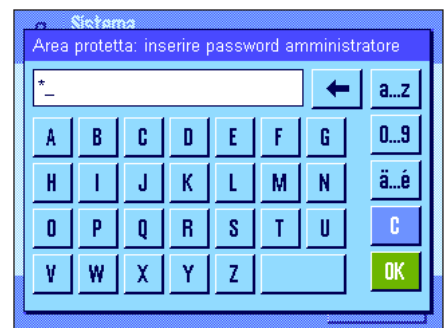 Sistema
Area protetta: inserire password amministratore
*_
a...z
A B C D E F G
0...9
H I J K L M N
ä...é
O P Q R S T U
C
V W X Y Z
OK